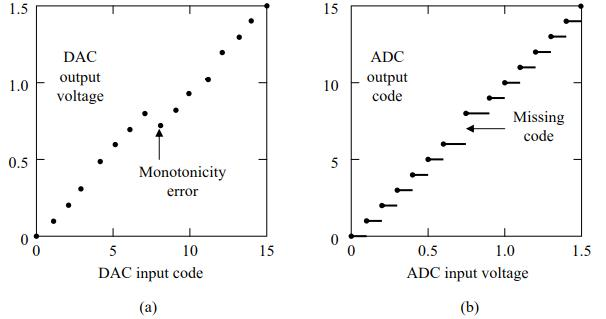 1.5
1.0
0.5
0
DAC
output
voltage
Monotonicity
error
0
5
10
15
DAC input code
(a)
15
10
5
0
ADC
output
code
Missing
code
0
0.5
1.0
1.5
ADC input voltage
(b)